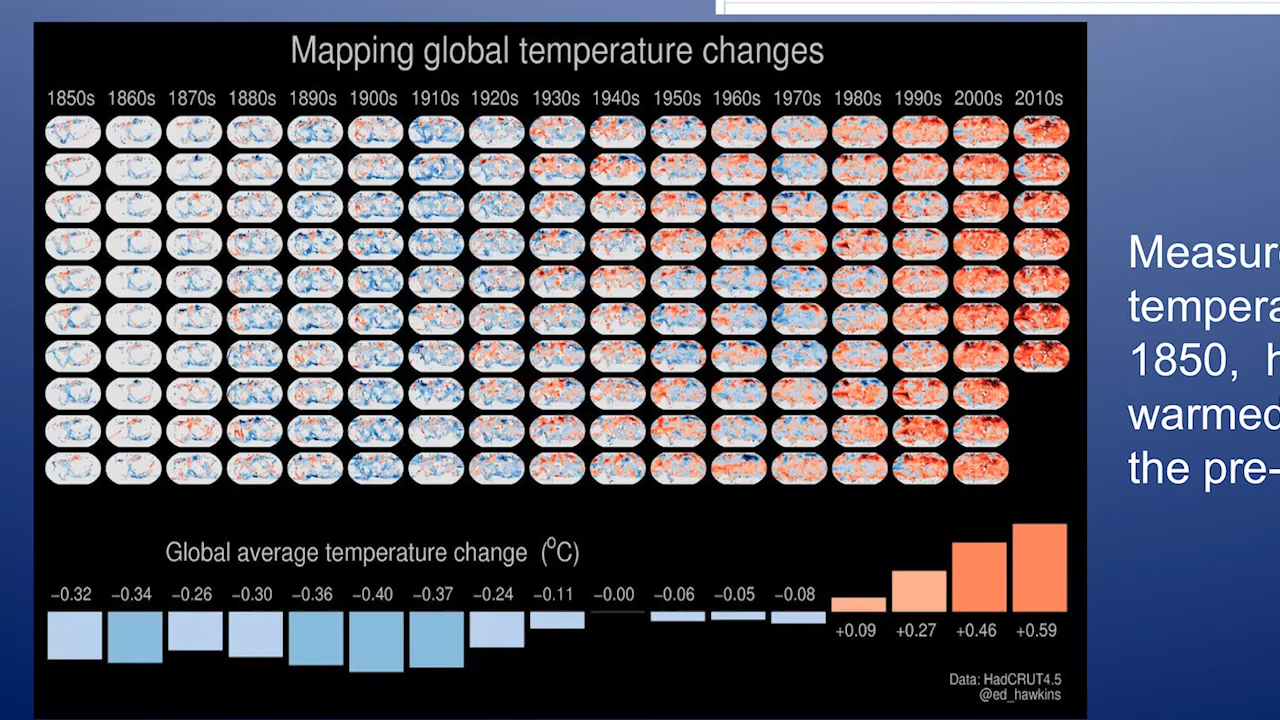 Mapping global temperature changes
1850s 1860s 1870s 1880s 1890s 1900s 1910s 1920s 1930s 1940s 1950s 1960s 1970s 1980s 1990s 2000s 2010s
Global average temperature change (°C)
−0.32 −0.34 −0.26 −0.30 −0.36 −0.40 −0.37 −0.24 −0.11 −0.00 −0.06 −0.05 −0.08
+0.09 +0.27 +0.46 +0.59
Data: HadCRUT4.5
@ed_hawkins
Measur
tempera
1850, h
warmed
the pre-